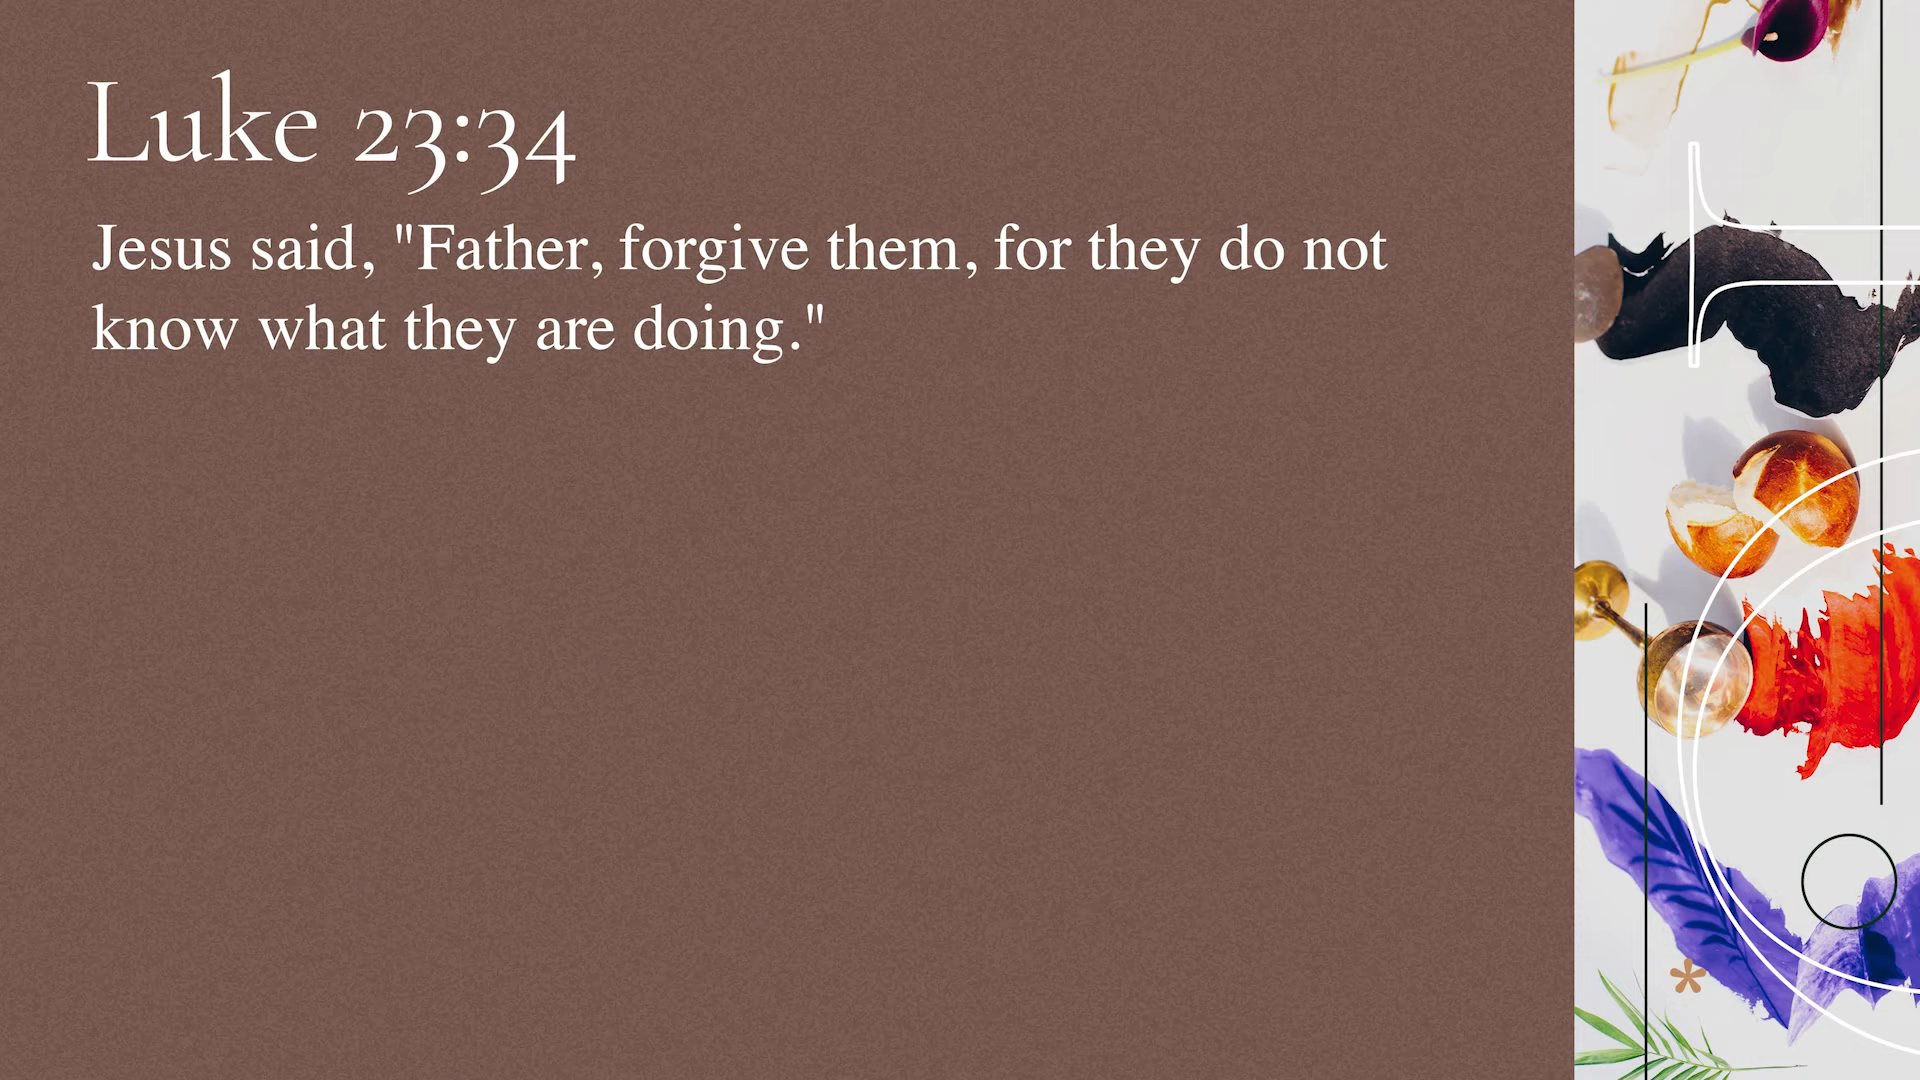 Luke 23:34
Jesus said, "Father, forgive them, for they do not
know what they are doing."